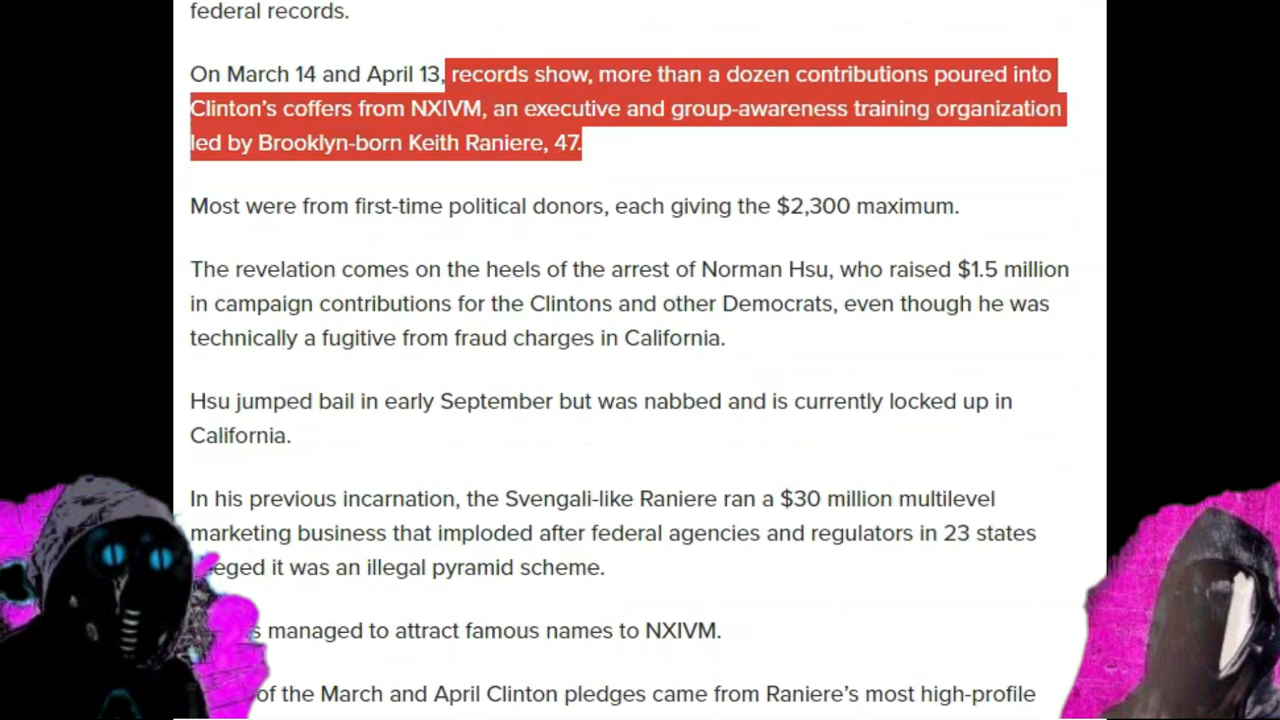 federal records.
On March 14 and April 13, records show, more than a dozen contributions poured into
Clinton's coffers from NXIVM, an executive and group-awareness training organization
led by Brooklyn-born Keith Raniere, 47.
Most were from first-time political donors, each giving the $2,300 maximum.
The revelation comes on the heels of the arrest of Norman Hsu, who raised $1.5 million
in campaign contributions for the Clintons and other Democrats, even though he was
technically a fugitive from fraud charges in California.
Hsu jumped bail in early September but was nabbed and is currently locked up in
California.
In his previous incarnation, the Svengali-like Raniere ran a $30 million multilevel
marketing business that imploded after federal agencies and regulators in 23 states
it was an illegal pyramid scheme.
managed to attract famous names to NXIVM.
of the March and April Clinton pledges came from Raniere's most high-profile